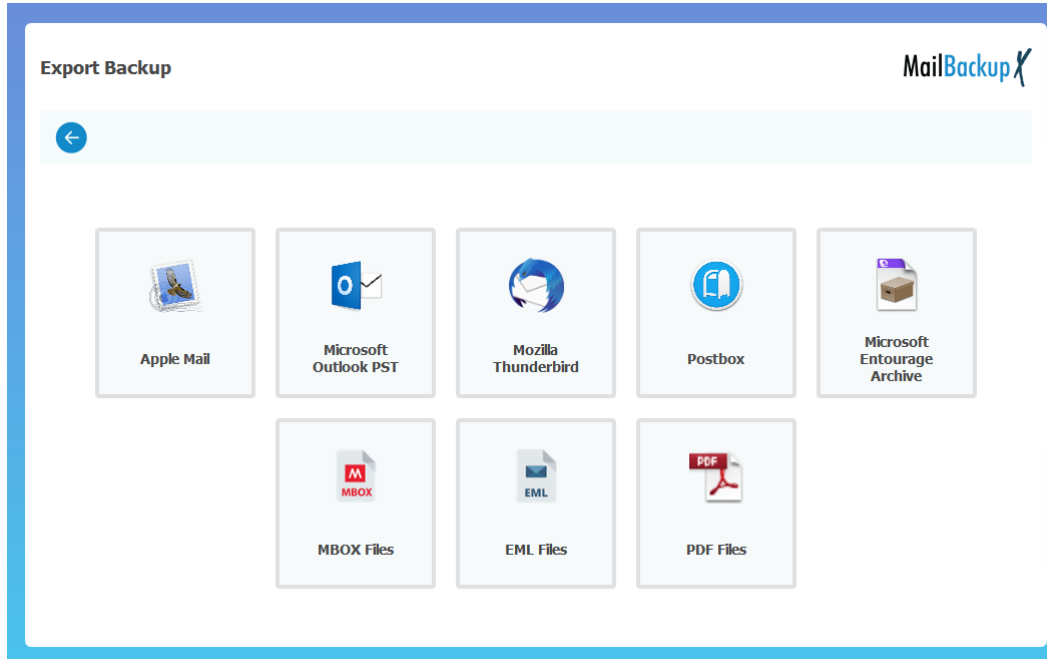 Export Backup
MailBackup X
Apple Mail
Microsoft
Outlook PST
Mozilla
Thunderbird
Postbox
Microsoft
Entourage
Archive
MBOX
MBOX Files
EML
EML Files
PDF
PDF Files